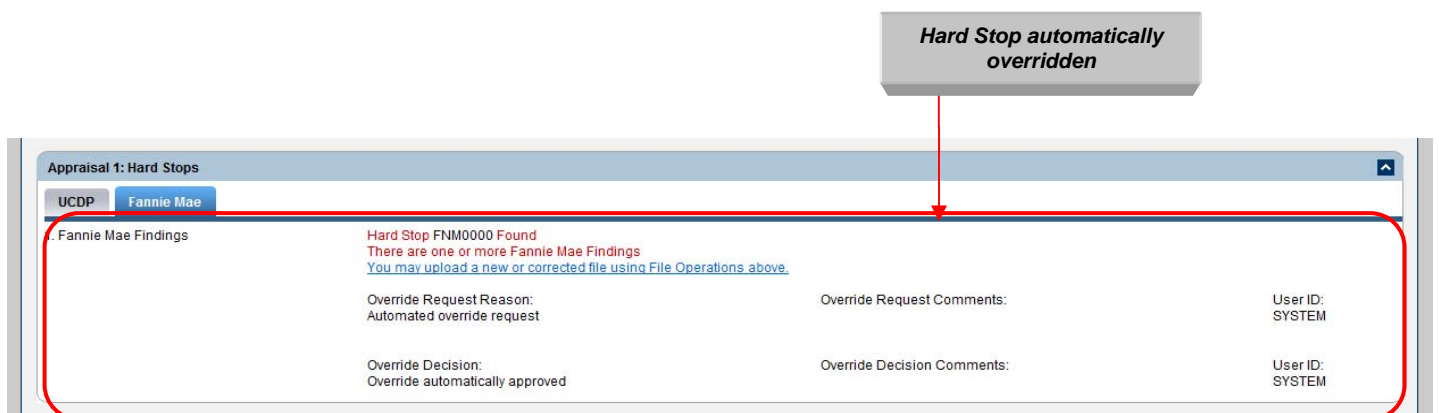 Hard Stop automatically
overridden
Appraisal 1: Hard Stops
UCDP Fannie Mae
1. Fannie Mae Findings
Hard Stop FNM0000 Found
There are one or more Fannie Mae Findings
You may upload a new or corrected file using File Operations above.
Override Request Reason: Override Request Comments: User ID:
Automated override request SYSTEM
Override Decision: Override Decision Comments: User ID:
Override automatically approved SYSTEM